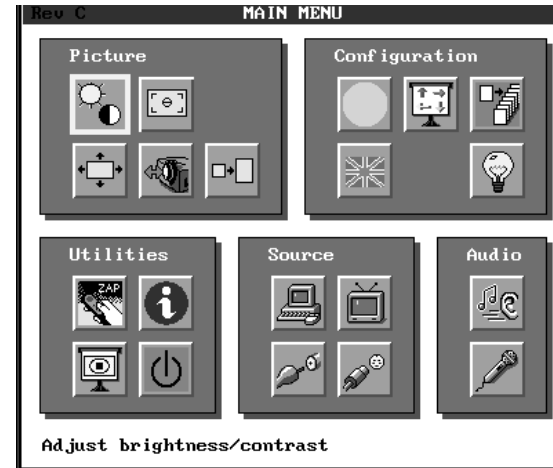 Rev C MAIN MENU
Picture
Configuration
Utilities
Source
Audio
ZAP
Adjust brightness/contrast